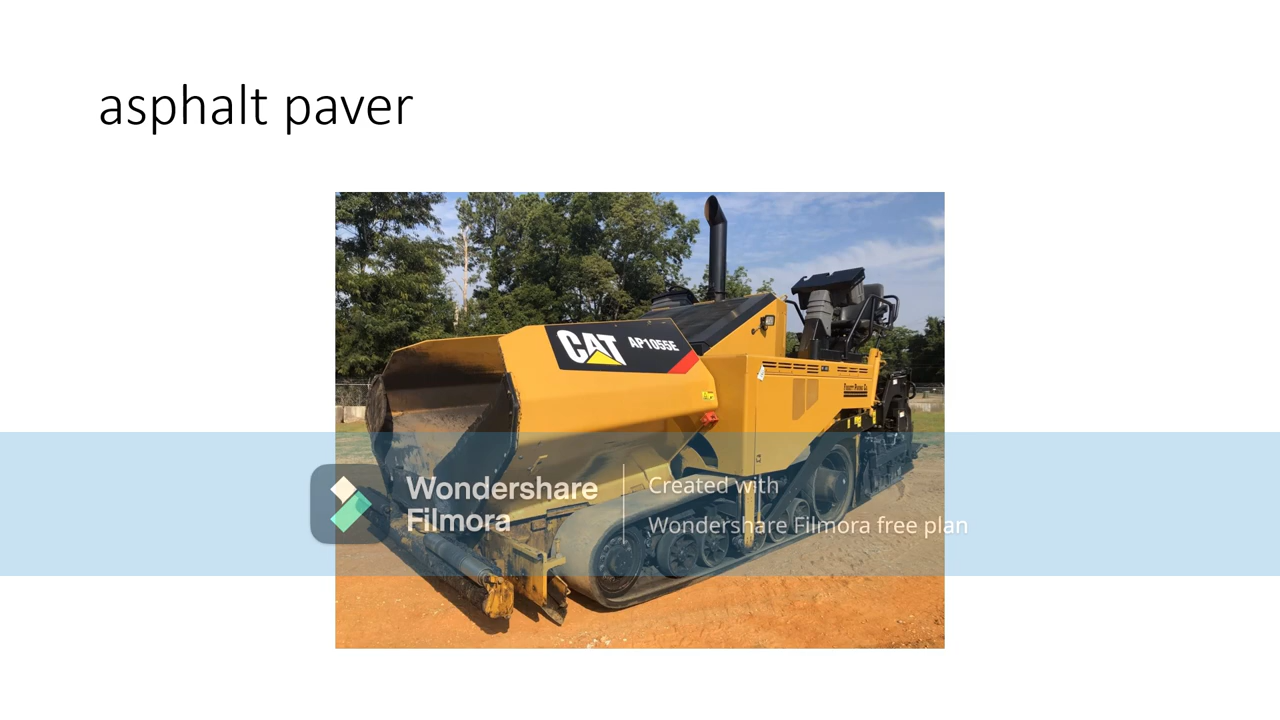 asphalt paver
CAT AP1055E
Wondershare
Filmora
Created with
Wondershare Filmora free plan